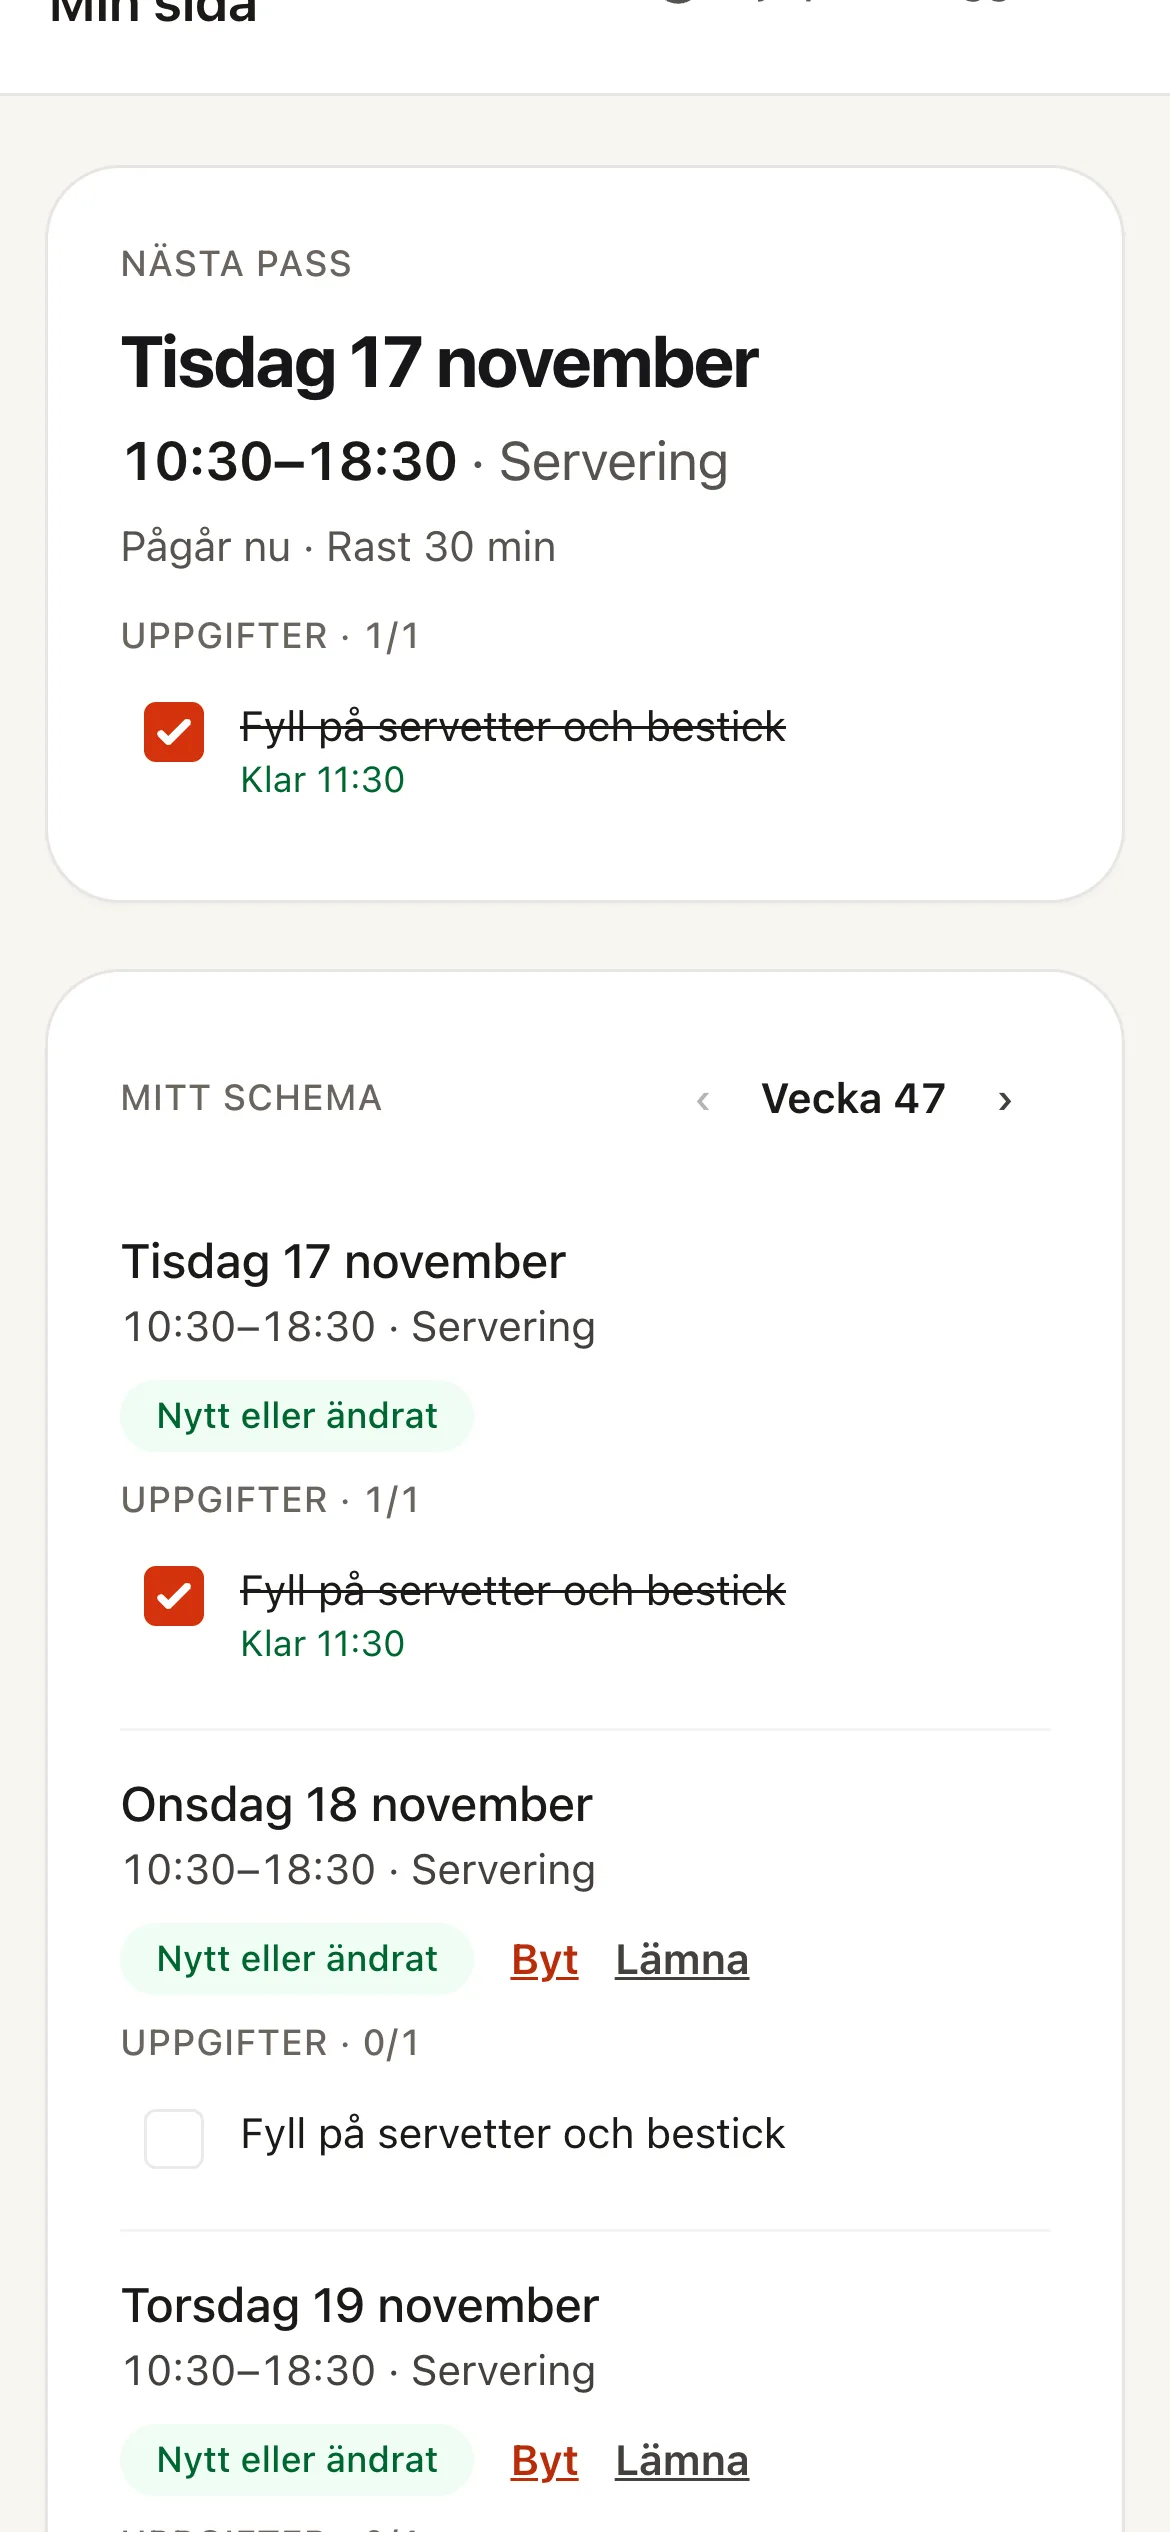 Min sida
NÄSTA PASS
Tisdag 17 november
10:30–18:30 · Servering
Pågår nu · Rast 30 min
UPPGIFTER · 1/1
Fyll på servetter och bestick
Klar 11:30
MITT SCHEMA
‹ Vecka 47 ›
Tisdag 17 november
10:30–18:30 · Servering
Nytt eller ändrat
UPPGIFTER · 1/1
Fyll på servetter och bestick
Klar 11:30
Onsdag 18 november
10:30–18:30 · Servering
Nytt eller ändrat Byt Lämna
UPPGIFTER · 0/1
Fyll på servetter och bestick
Torsdag 19 november
10:30–18:30 · Servering
Nytt eller ändrat Byt Lämna